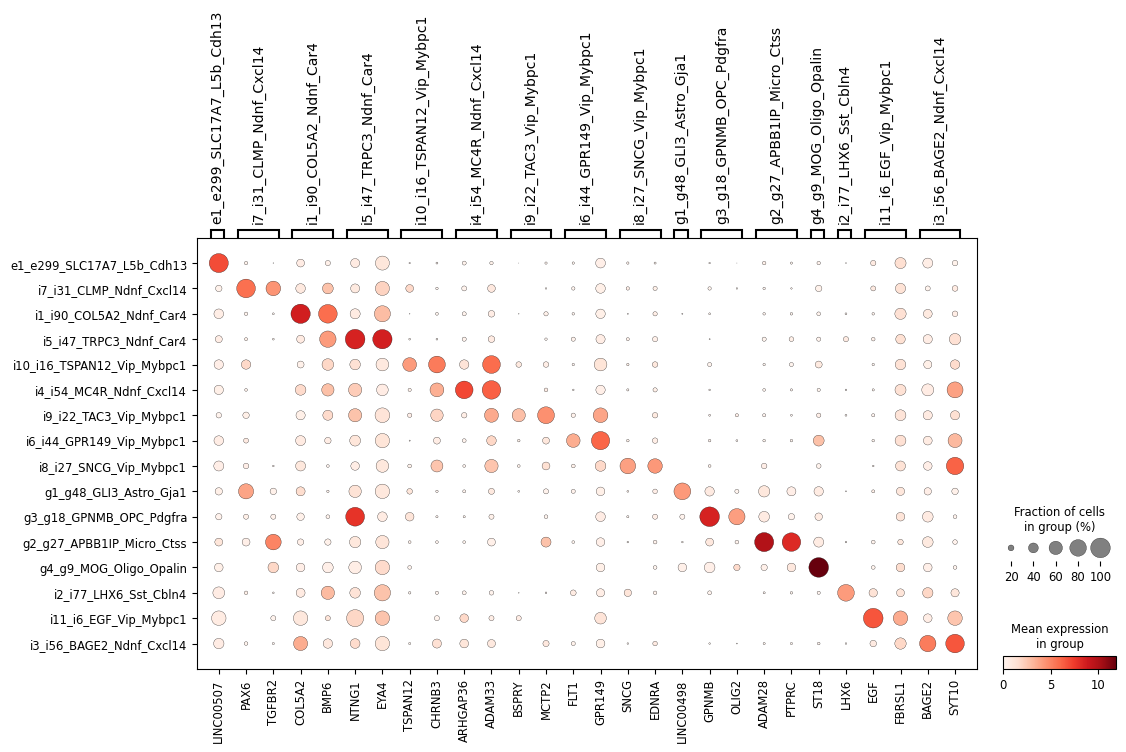 e1_e299_SLC17A7_L5b_Cdh13
i7_i31_CLMP_Ndnf_Cxcl14
i1_i90_COL5A2_Ndnf_Car4
i5_i47_TRPC3_Ndnf_Car4
i10_i16_TSPAN12_Vip_Mybpc1
i4_i54_MC4R_Ndnf_Cxcl14
i9_i22_TAC3_Vip_Mybpc1
i6_i44_GPR149_Vip_Mybpc1
i8_i27_SNCG_Vip_Mybpc1
g1_g48_GLI3_Astro_Gja1
g3_g18_GPNMB_OPC_Pdgfra
g2_g27_APBB1IP_Micro_Ctss
g4_g9_MOG_Oligo_Opalin
i2_i77_LHX6_Sst_Cbln4
i11_i6_EGF_Vip_Mybpc1
i3_i56_BAGE2_Ndnf_Cxcl14
e1_e299_SLC17A7_L5b_Cdh13
i7_i31_CLMP_Ndnf_Cxcl14
i1_i90_COL5A2_Ndnf_Car4
i5_i47_TRPC3_Ndnf_Car4
i10_i16_TSPAN12_Vip_Mybpc1
i4_i54_MC4R_Ndnf_Cxcl14
i9_i22_TAC3_Vip_Mybpc1
i6_i44_GPR149_Vip_Mybpc1
i8_i27_SNCG_Vip_Mybpc1
g1_g48_GLI3_Astro_Gja1
g3_g18_GPNMB_OPC_Pdgfra
g2_g27_APBB1IP_Micro_Ctss
g4_g9_MOG_Oligo_Opalin
i2_i77_LHX6_Sst_Cbln4
i11_i6_EGF_Vip_Mybpc1
i3_i56_BAGE2_Ndnf_Cxcl14
LINC00507
PAX6
TGFBR2
COL5A2
BMP6
NTNG1
EYA4
TSPAN12
CHRNB3
ARHGAP36
ADAM33
BSPRY
MCTP2
FLT1
GPR149
SNCG
EDNRA
LINC00498
GPNMB
OLIG2
ADAM28
PTPRC
ST18
LHX6
EGF
FBRSL1
BAGE2
SYT10
Fraction of cells
in group (%)
20 40 60 80 100
Mean expression
in group
0 5 10